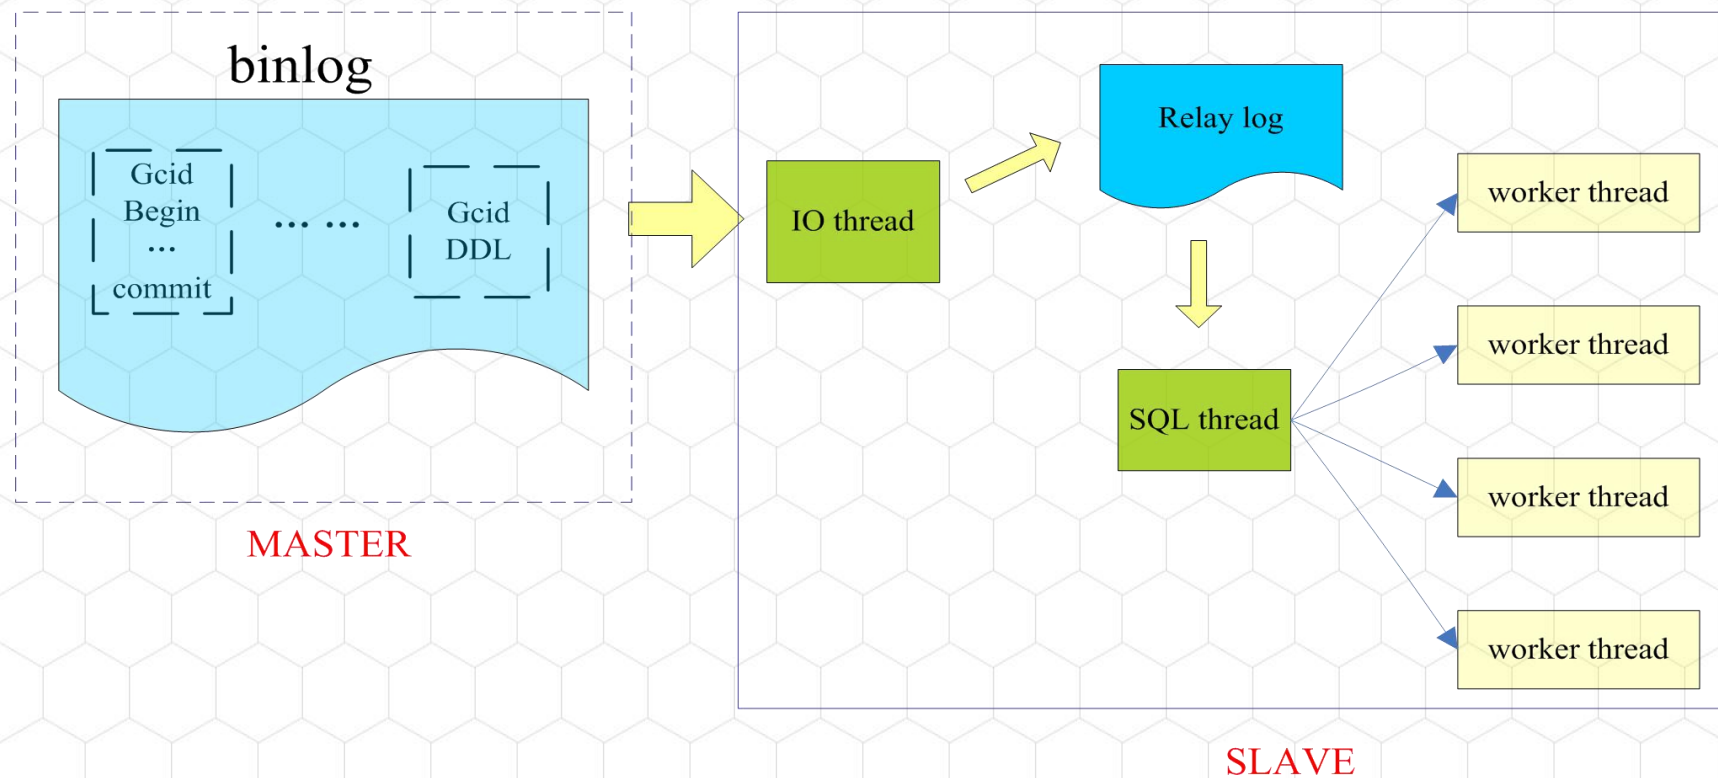 binlog
Gcid
Begin
...
commit
... ...
Gcid
DDL
MASTER
IO thread
Relay log
SQL thread
worker thread
worker thread
worker thread
worker thread
SLAVE